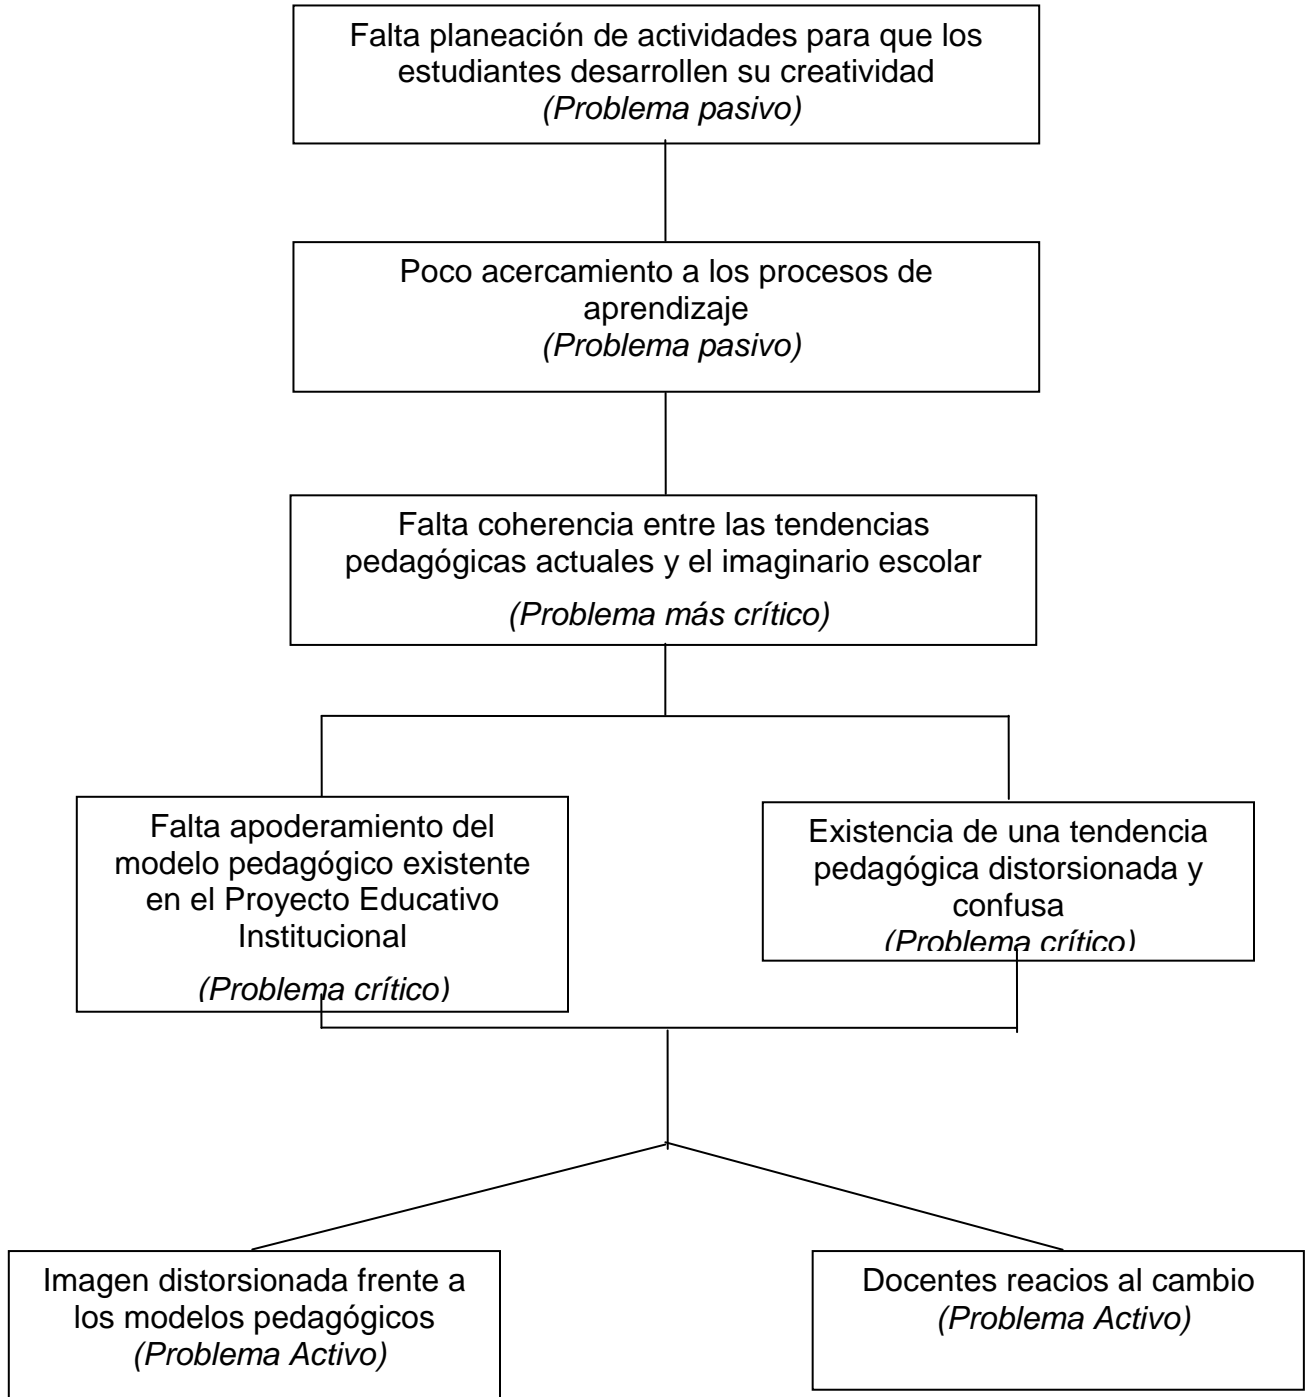 Falta planeación de actividades para que los
estudiantes desarrollen su creatividad
(Problema pasivo)
Poco acercamiento a los procesos de
aprendizaje
(Problema pasivo)
Falta coherencia entre las tendencias
pedagógicas actuales y el imaginario escolar
(Problema más crítico)
Falta apoderamiento del
modelo pedagógico existente
en el Proyecto Educativo
Institucional
(Problema crítico)
Existencia de una tendencia
pedagógica distorsionada y
confusa
(Problema crítico)
Imagen distorsionada frente a
los modelos pedagógicos
(Problema Activo)
Docentes reacios al cambio
(Problema Activo)